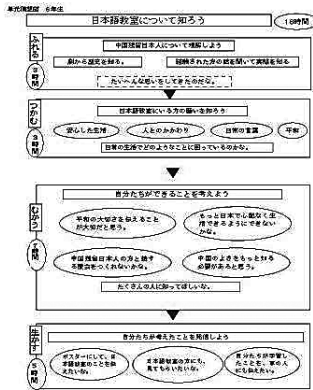 単元構想図 6年生
日本語教室について知ろう
18時間
ふれる
3時間
中国残留日本人について理解しよう
劇から歴史を知る。
経験された方の話を聞いて実態を知る
たいへんな思いをしてきたのだな。
つかむ
3時間
日本語教室にいる方の願いを知ろう
安心した生活
人とのかかわり
日常の言葉
平和
日常の生活でどのようなことに困っているのかな。
むかう
7時間
自分たちができることを考えよう
平和の大切さを伝えること
が大切だと思う。
もっと日本で心配なく生
活できるようにできない
かな。
中国残留日本人の方と接す
る機会をつくれないかな。
中国のよさをもっと知る
必要があると思う。
たくさんの人に知ってほしいな。
生かす
5時間
自分たちが考えたことを発信しよう
ポスターにして、日
本語教室のことを伝
えたいな。
日本語教室の方にも、
見てもらいたいな。
自分たちが学習し
たことを、家の人
にも伝えたい。